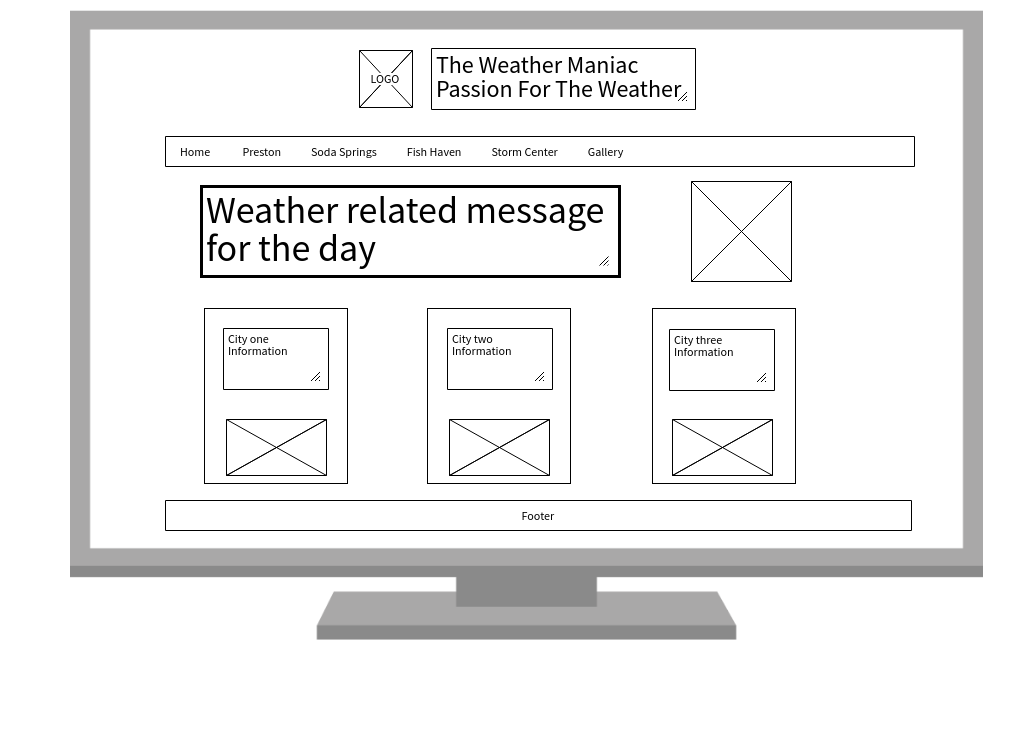 LOGO
The Weather Maniac
Passion For The Weather
Home Preston Soda Springs Fish Haven Storm Center Gallery
Weather related message
for the day
City one
Information
City two
Information
City three
Information
Footer